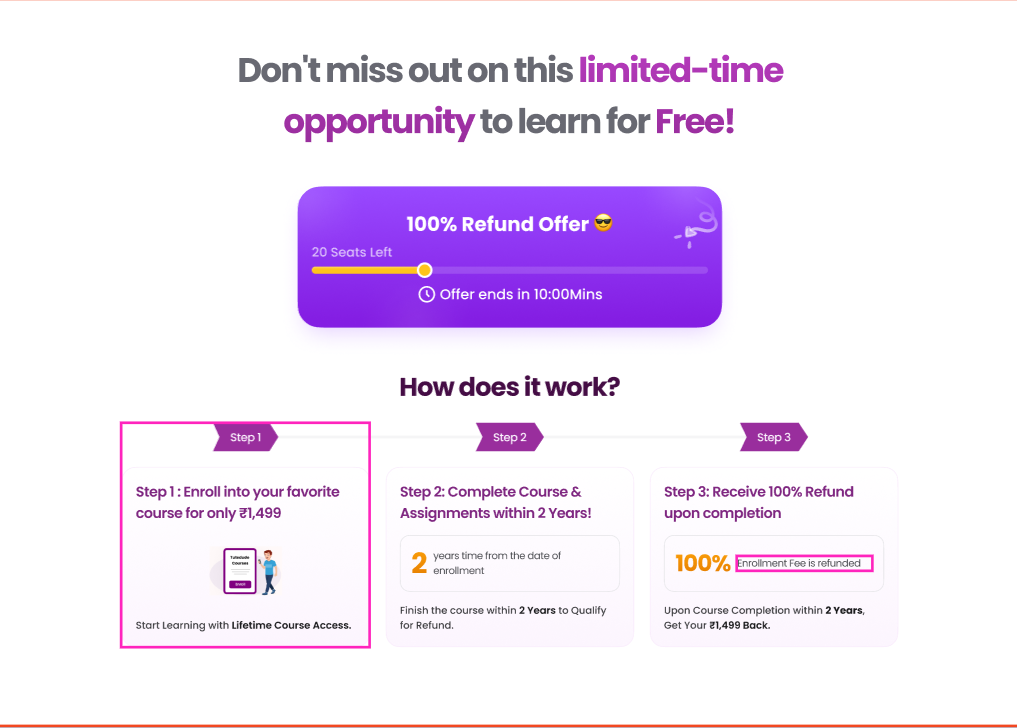 Don't miss out on this limited-time
opportunity to learn for Free!
100% Refund Offer 😎
20 Seats Left
Offer ends in 10:00Mins
How does it work?
Step 1
Step 1 : Enroll into your favorite
course for only ₹1,499
Tutedude
Courses
Start Learning with Lifetime Course Access.
Step 2
Step 2: Complete Course &
Assignments within 2 Years!
2 years time from the date of
enrollment
Finish the course within 2 Years to Qualify
for Refund.
Step 3
Step 3: Receive 100% Refund
upon completion
100% Enrollment Fee is refunded
Upon Course Completion within 2 Years,
Get Your ₹1,499 Back.